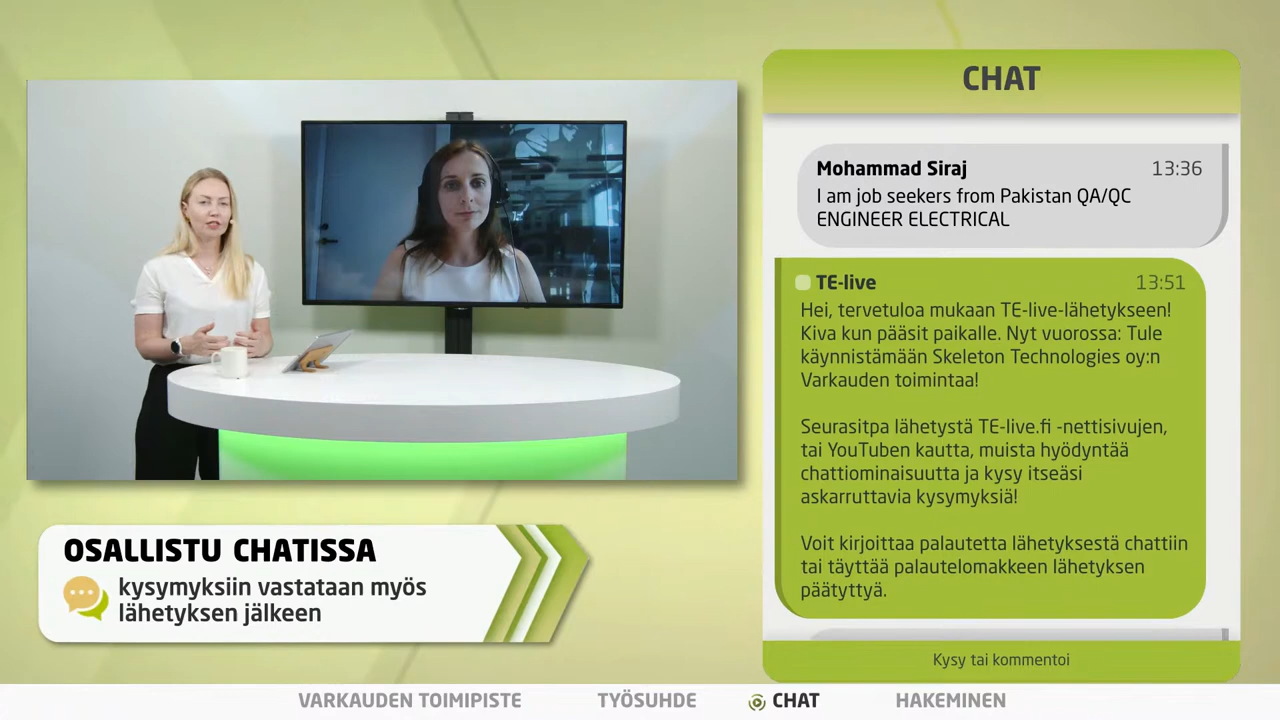 CHAT
Mohammad Siraj 13:36
I am job seekers from Pakistan QA/QC
ENGINEER ELECTRICAL
TE-live 13:51
Hei, tervetuloa mukaan TE-live-lähetykseen!
Kiva kun pääsit paikalle. Nyt vuorossa: Tule
käynnistämään Skeleton Technologies oy:n
Varkauden toimintaa!
Seurasitpa lähetystä TE-live.fi -nettisivujen,
tai YouTuben kautta, muista hyödyntää
chattiominaisuutta ja kysy itseäsi
askarruttavia kysymyksiä!
Voit kirjoittaa palautetta lähetyksestä chattiin
tai täyttää palautelomakkeen lähetyksen
päätyttyä.
Kysy tai kommentoi
OSALLISTU CHATISSA
kysymyksiin vastataan myös
lähetyksen jälkeen
VARKAUDEN TOIMIPISTE TYÖSUHDE CHAT HAKEMINEN